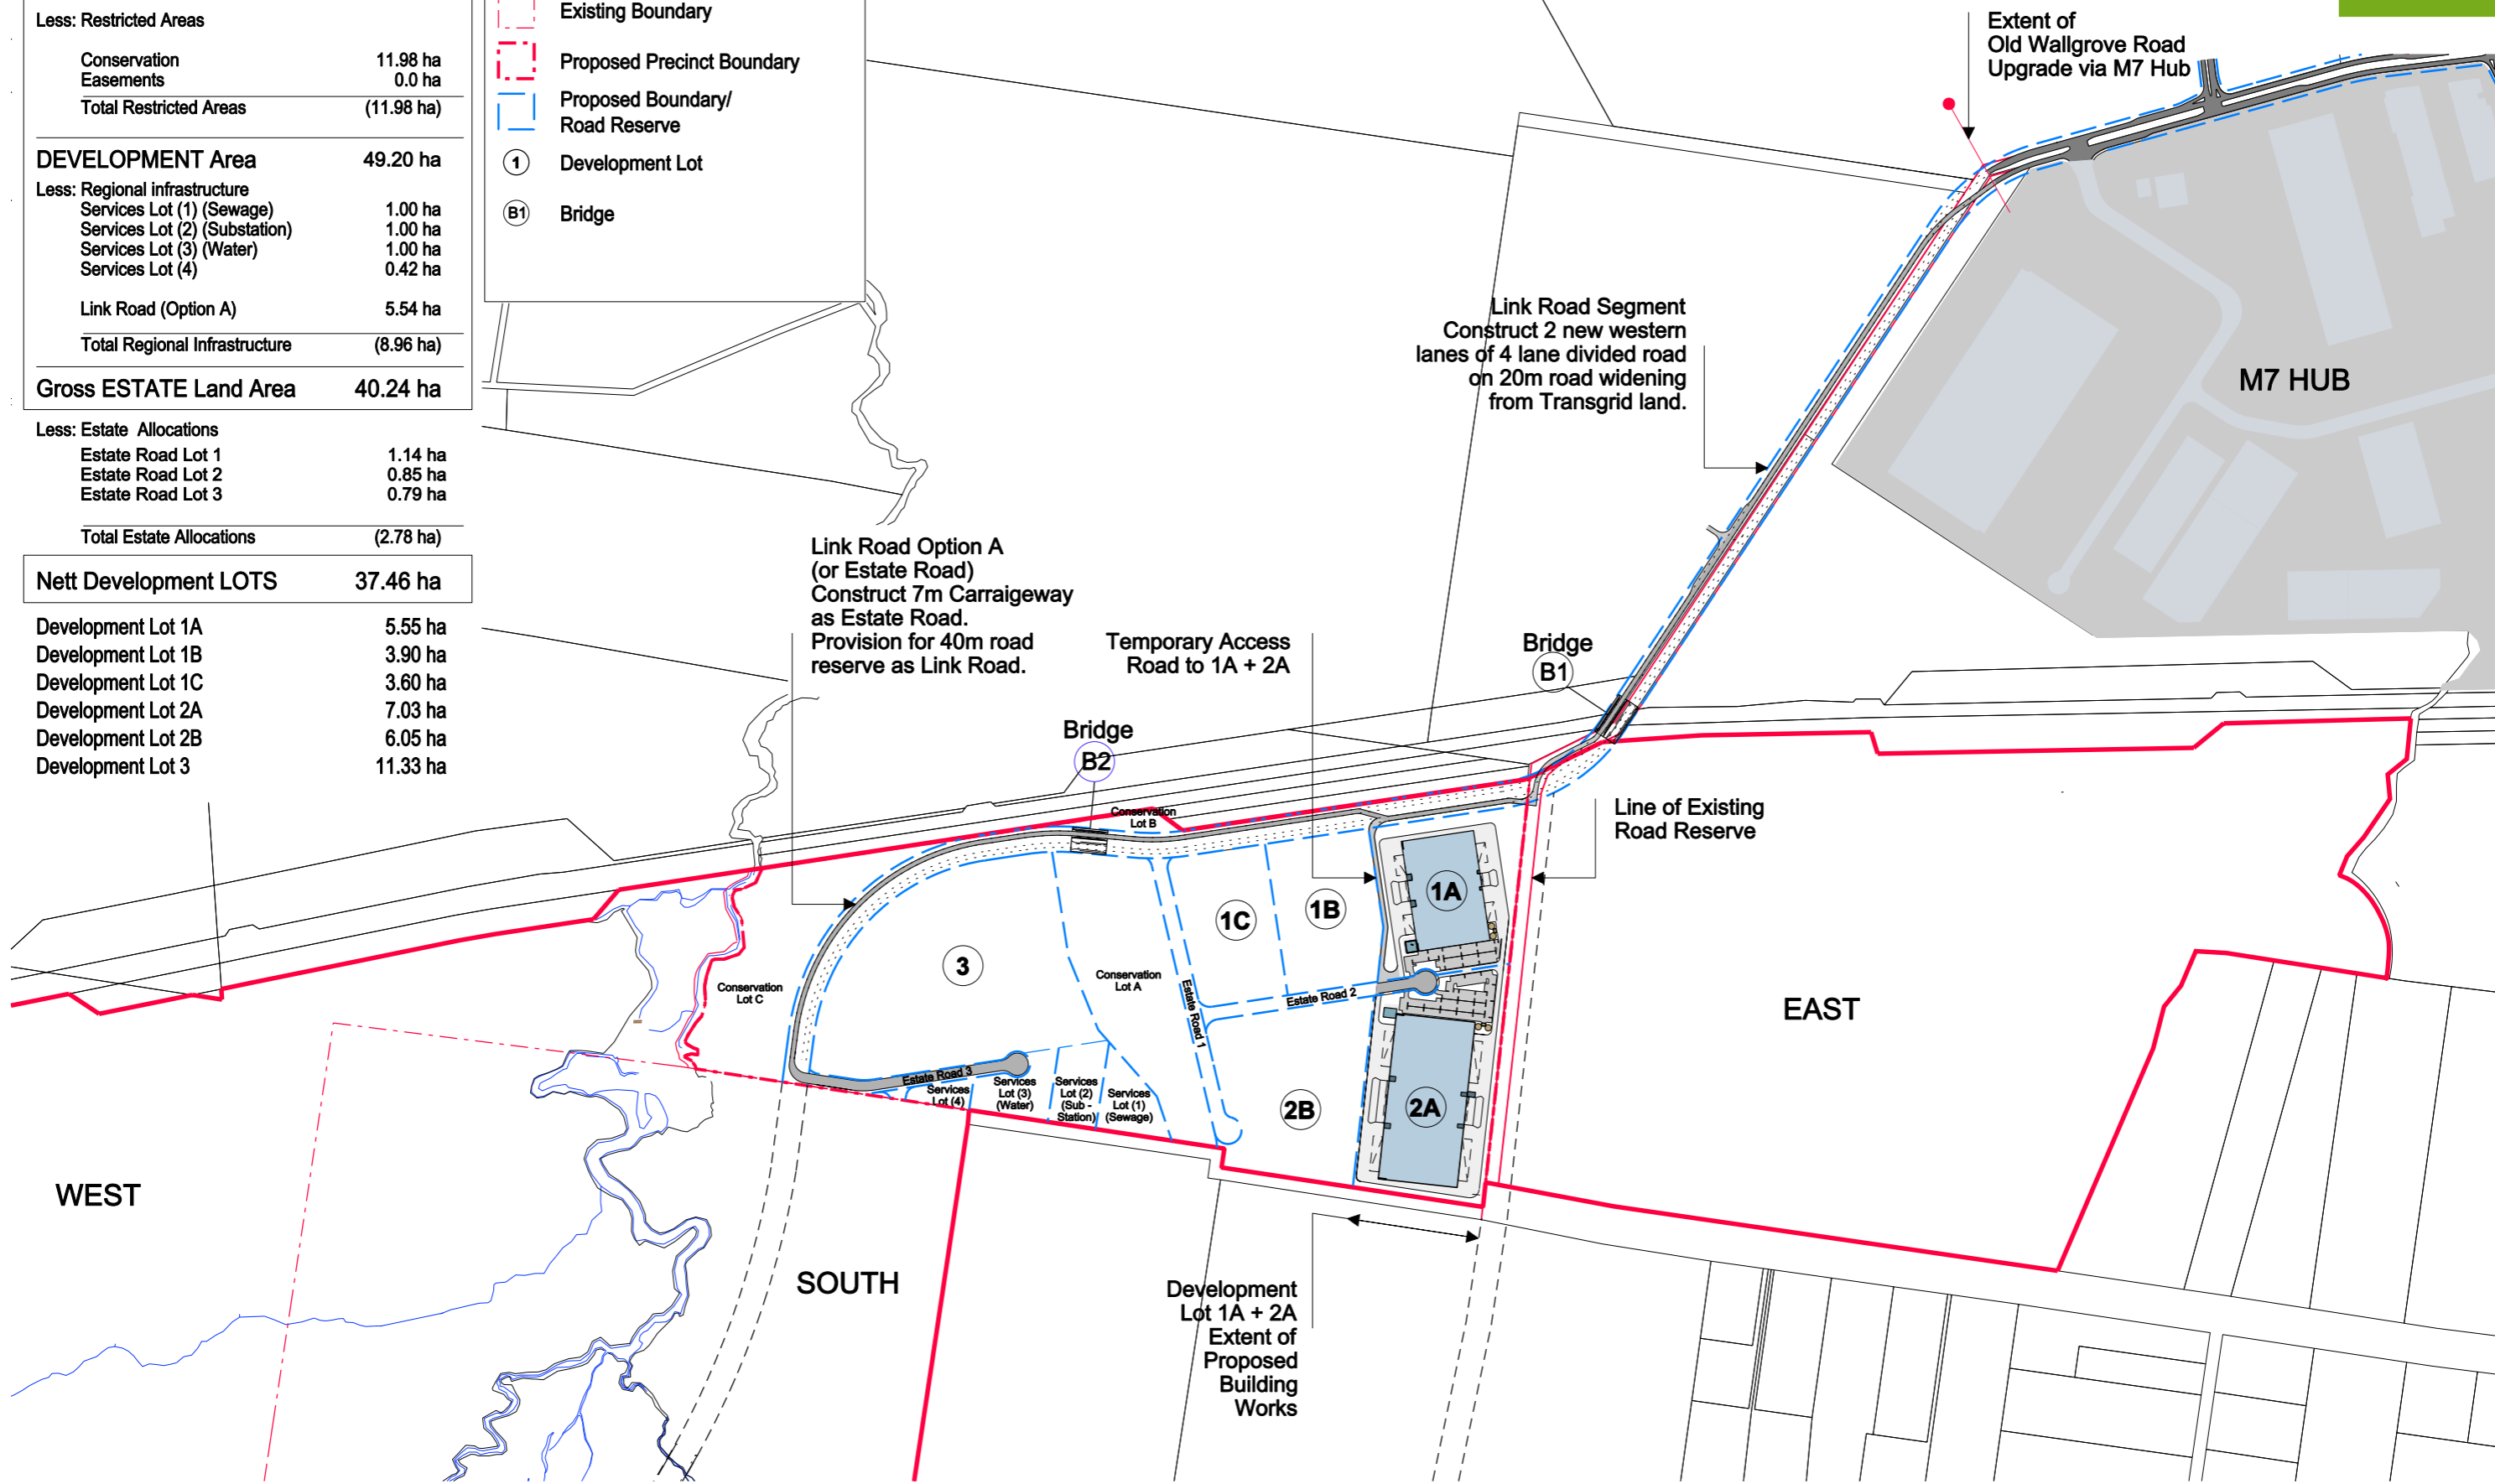 Less: Restricted Areas
Conservation 11.98 ha
Easements 0.0 ha
Total Restricted Areas (11.98 ha)
DEVELOPMENT Area 49.20 ha
Less: Regional infrastructure
Services Lot (1) (Sewage) 1.00 ha
Services Lot (2) (Substation) 1.00 ha
Services Lot (3) (Water) 1.00 ha
Services Lot (4) 0.42 ha
Link Road (Option A) 5.54 ha
Total Regional Infrastructure (8.96 ha)
Gross ESTATE Land Area 40.24 ha
Less: Estate Allocations
Estate Road Lot 1 1.14 ha
Estate Road Lot 2 0.85 ha
Estate Road Lot 3 0.79 ha
Total Estate Allocations (2.78 ha)
Nett Development LOTS 37.46 ha
Development Lot 1A 5.55 ha
Development Lot 1B 3.90 ha
Development Lot 1C 3.60 ha
Development Lot 2A 7.03 ha
Development Lot 2B 6.05 ha
Development Lot 3 11.33 ha
Existing Boundary
Proposed Precinct Boundary
Proposed Boundary/
Road Reserve
1 Development Lot
B1 Bridge
Extent of
Old Wallgrove Road
Upgrade via M7 Hub
Link Road Segment
Construct 2 new western
lanes of 4 lane divided road
on 20m road widening
from Transgrid land.
M7 HUB
Link Road Option A
(or Estate Road)
Construct 7m Carraigeway
as Estate Road.
Provision for 40m road
reserve as Link Road.
Temporary Access
Road to 1A + 2A
Bridge
B1
Bridge
B2
Conservation
Lot B
Line of Existing
Road Reserve
1A
1B
1C
3
Conservation
Lot A
Conservation
Lot C
Estate Road 1
Estate Road 2
Estate Road 3
Services
Lot (4)
Services
Lot (3)
(Water)
Services
Lot (2)
(Sub -
Station)
Services
Lot (1)
(Sewage)
2B
2A
EAST
WEST
SOUTH
Development
Lot 1A + 2A
Extent of
Proposed
Building
Works